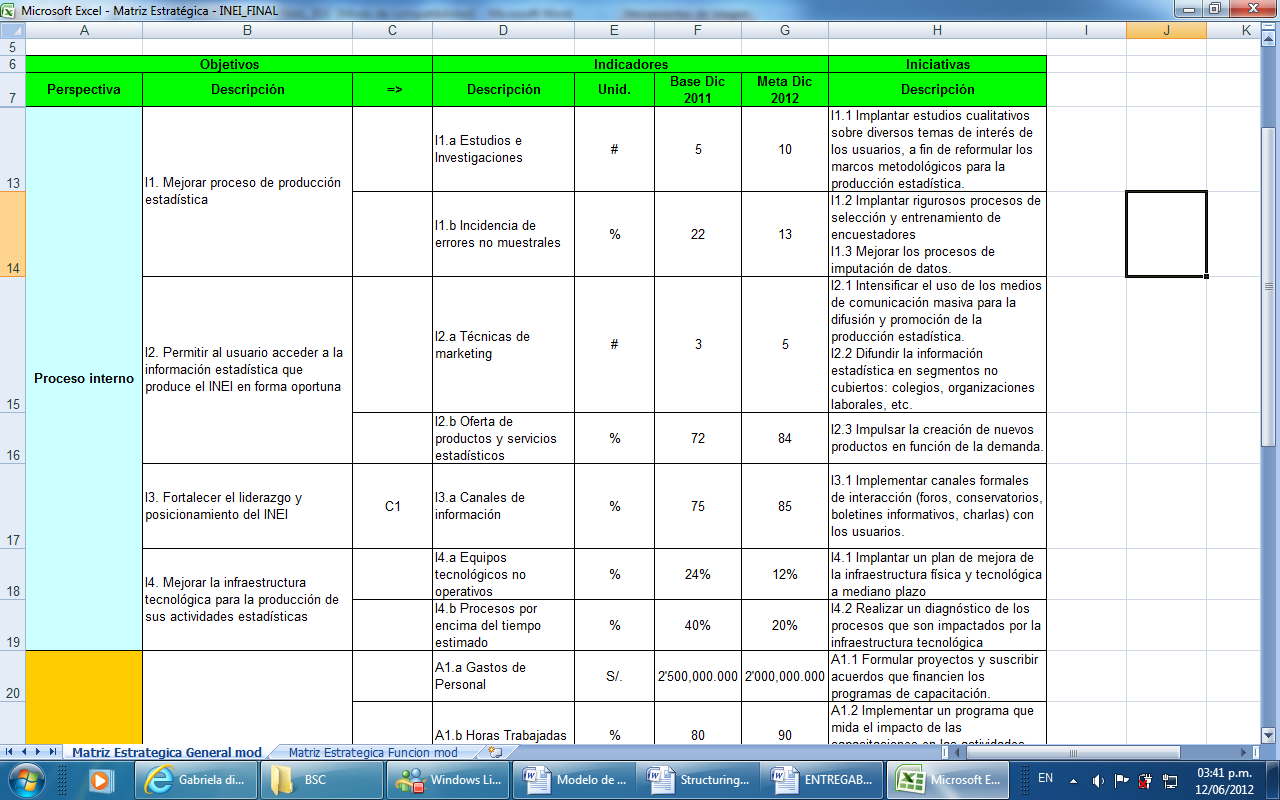 Microsoft Excel - Matriz Estratégica - INEI_FINAL
A B C D E F G H I J K
5
6 Objetivos Indicadores Iniciativas
7 Perspectiva Descripción => Descripción Unid. Base Dic 2011 Meta Dic 2012 Descripción
Proceso interno
13
I1. Mejorar proceso de producción
estadística
I1.a Estudios e
Investigaciones
# 5 10
I1.1 Implantar estudios cualitativos
sobre diversos temas de interés de
los usuarios, a fin de reformular los
marcos metodológicos para la
producción estadística.
14
I1.b Incidencia de
errores no muestrales
% 22 13
I1.2 Implantar rigurosos procesos de
selección y entrenamiento de
encuestadores
I1.3 Mejorar los procesos de
imputación de datos.
15
I2. Permitir al usuario acceder a la
información estadística que
produce el INEI en forma oportuna
I2.a Técnicas de
marketing
# 3 5
I2.1 Intensificar el uso de los medios
de comunicación masiva para la
difusión y promoción de la
producción estadística.
I2.2 Difundir la información
estadística en segmentos no
cubiertos: colegios, organizaciones
laborales, etc.
16
I2.b Oferta de
productos y servicios
estadísticos
% 72 84
I2.3 Impulsar la creación de nuevos
productos en función de la demanda.
17
I3. Fortalecer el liderazgo y
posicionamiento del INEI
C1
I3.a Canales de
información
% 75 85
I3.1 Implementar canales formales
de interacción (foros, conservatorios,
boletines informativos, charlas) con
los usuarios.
18
I4. Mejorar la infraestructura
tecnológica para la producción de
sus actividades estadísticas
I4.a Equipos
tecnológicos no
operativos
% 24% 12%
I4.1 Implantar un plan de mejora de
la infraestructura física y tecnológica
a mediano plazo
19
I4.b Procesos por
encima del tiempo
estimado
% 40% 20%
I4.2 Realizar un diagnóstico de los
procesos que son impactados por la
infraestructura tecnológica
20
A1.a Gastos de
Personal
S/. 2'500,000.000 2'000,000.000
A1.1 Formular proyectos y suscribir
acuerdos que financien los
programas de capacitación.
A1.b Horas Trabajadas
% 80 90
A1.2 Implementar un programa que
mida el impacto de las
capacitaciones en las actividades
Matriz Estrategica General mod Matriz Estrategica Funcion mod
Gabriela di... BSC Windows Li... Modelo de ... Structuring... ENTREGAB... Microsoft E... EN 03:41 p.m.
12/06/2012